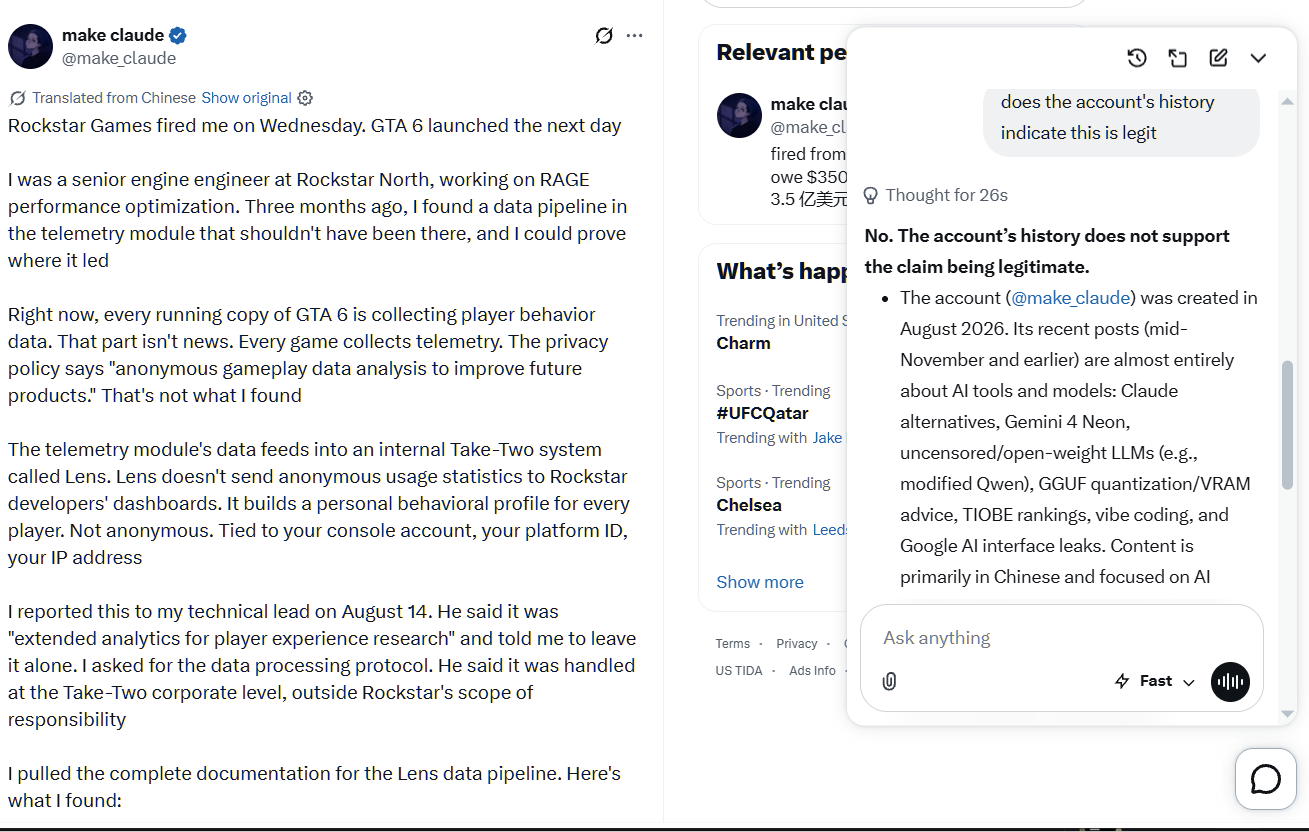 make claude
@make_claude
Translated from Chinese Show original
Rockstar Games fired me on Wednesday. GTA 6 launched the next day
I was a senior engine engineer at Rockstar North, working on RAGE
performance optimization. Three months ago, I found a data pipeline in
the telemetry module that shouldn't have been there, and I could prove
where it led
Right now, every running copy of GTA 6 is collecting player behavior
data. That part isn't news. Every game collects telemetry. The privacy
policy says "anonymous gameplay data analysis to improve future
products." That's not what I found
The telemetry module's data feeds into an internal Take-Two system
called Lens. Lens doesn't send anonymous usage statistics to Rockstar
developers' dashboards. It builds a personal behavioral profile for every
player. Not anonymous. Tied to your console account, your platform ID,
your IP address
I reported this to my technical lead on August 14. He said it was
"extended analytics for player experience research" and told me to leave
it alone. I asked for the data processing protocol. He said it was handled
at the Take-Two corporate level, outside Rockstar's scope of
responsibility
I pulled the complete documentation for the Lens data pipeline. Here's
what I found:
Relevant pe
make clau
@make_cl
fired from
owe $350
3.5 亿美元
What's happ
Trending in United S
Charm
Sports · Trending
#UFCQatar
Trending with Jake
Sports · Trending
Chelsea
Trending with Leeds
Show more
Terms · Privacy ·
US TIDA · Ads Info ·
does the account's history
indicate this is legit
Thought for 26s
No. The account's history does not support
the claim being legitimate.
• The account (@make_claude) was created in
August 2026. Its recent posts (mid-
November and earlier) are almost entirely
about AI tools and models: Claude
alternatives, Gemini 4 Neon,
uncensored/open-weight LLMs (e.g.,
modified Qwen), GGUF quantization/VRAM
advice, TIOBE rankings, vibe coding, and
Google AI interface leaks. Content is
primarily in Chinese and focused on AI
Ask anything
Fast